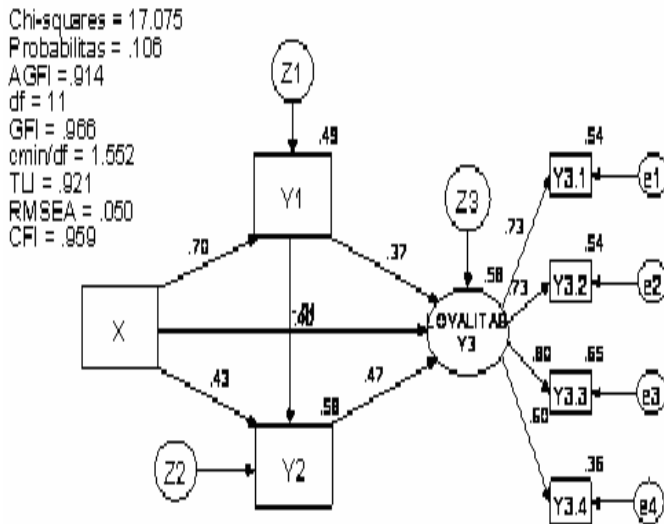 Chi-squares = 17.075
Probabilitas = .106
AGFI =.914
df = 11
GFI = .966
cmin/df = 1.552
TLI = .921
RMSEA = .050
CFI = .959
Z1
.49
Y1
Z3
.70
.37
.58
X
LOYALITAS
Y3
.43
.47
.58
Z2
Y2
.73
.54
Y3.1
e1
.73
.54
Y3.2
e2
.80
.65
Y3.3
e3
.60
.36
Y3.4
e4